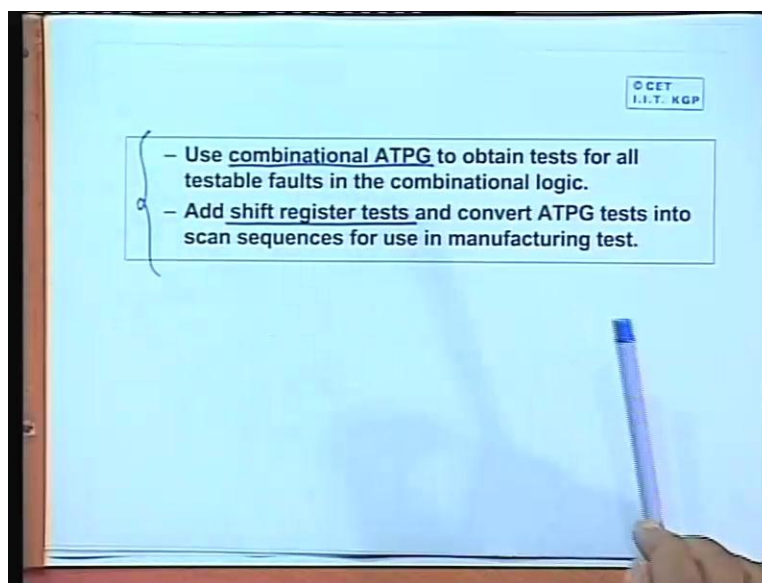 © CET
I.I.T. KGP
– Use combinational ATPG to obtain tests for all
testable faults in the combinational logic.
– Add shift register tests and convert ATPG tests into
scan sequences for use in manufacturing test.